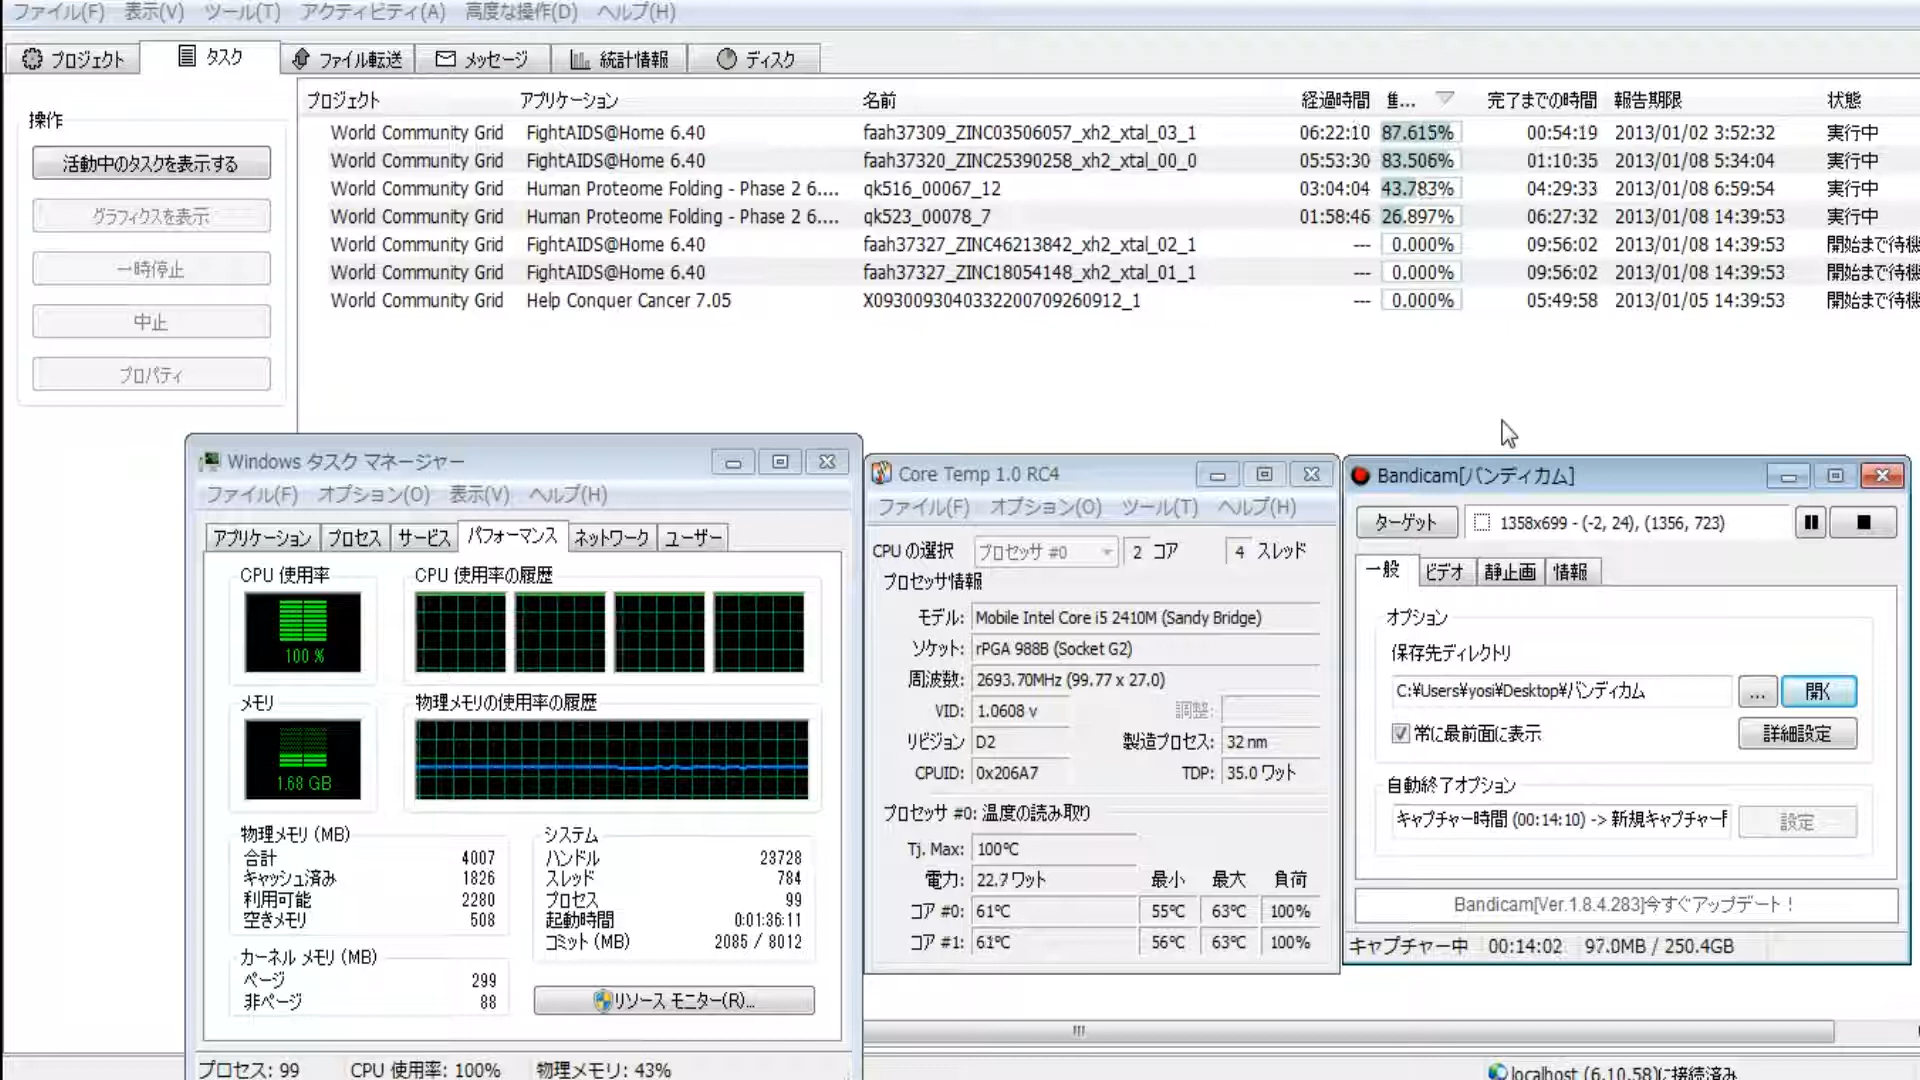 ファイル(F) 表示(V) ツール(T) アクティビティ(A) 高度な操作(D) ヘルプ(H)
プロジェクト タスク ファイル転送 メッセージ 統計情報 ディスク
操作
活動中のタスクを表示する
グラフィクスを表示
一時停止
中止
プロパティ
プロジェクト アプリケーション 名前 経過時間 進... 完了までの時間 報告期限 状態
World Community Grid FightAIDS@Home 6.40 faah37309_ZINC03506057_xh2_xtal_03_1 06:22:10 87.615% 00:54:19 2013/01/02 3:52:32 実行中
World Community Grid FightAIDS@Home 6.40 faah37320_ZINC25390258_xh2_xtal_00_0 05:53:30 83.506% 01:10:35 2013/01/08 5:34:04 実行中
World Community Grid Human Proteome Folding - Phase 2 6.... qk516_00067_12 03:04:04 43.783% 04:29:33 2013/01/08 6:59:54 実行中
World Community Grid Human Proteome Folding - Phase 2 6.... qk523_00078_7 01:58:46 26.897% 06:27:32 2013/01/08 14:39:53 実行中
World Community Grid FightAIDS@Home 6.40 faah37327_ZINC46213842_xh2_xtal_02_1 --- 0.000% 09:56:02 2013/01/08 14:39:53 開始まで待機
World Community Grid FightAIDS@Home 6.40 faah37327_ZINC18054148_xh2_xtal_01_1 --- 0.000% 09:56:02 2013/01/08 14:39:53 開始まで待機
World Community Grid Help Conquer Cancer 7.05 X0930093040332200709260912_1 --- 0.000% 05:49:58 2013/01/05 14:39:53 開始まで待機
Windows タスク マネージャー
ファイル(F) オプション(O) 表示(V) ヘルプ(H)
アプリケーション プロセス サービス パフォーマンス ネットワーク ユーザー
CPU 使用率 CPU 使用率の履歴
100 %
メモリ 物理メモリの使用率の履歴
1.68 GB
物理メモリ (MB)
合計 4007
キャッシュ済み 1826
利用可能 2280
空きメモリ 508
カーネル メモリ (MB)
ページ 299
非ページ 88
システム
ハンドル 23728
スレッド 784
プロセス 99
起動時間 0:01:36:11
コミット (MB) 2085 / 8012
リソース モニター(R)...
プロセス: 99 CPU 使用率: 100% 物理メモリ: 43%
Core Temp 1.0 RC4
ファイル(F) オプション(O) ツール(T) ヘルプ(H)
CPU の選択 プロセッサ #0 2 コア 4 スレッド
プロセッサ情報
モデル: Mobile Intel Core i5 2410M (Sandy Bridge)
ソケット: rPGA 988B (Socket G2)
周波数: 2693.70MHz (99.77 x 27.0)
VID: 1.0608 v 調整:
リビジョン D2 製造プロセス: 32 nm
CPUID: 0x206A7 TDP: 35.0 ワット
プロセッサ #0: 温度の読み取り
Tj. Max: 100℃
電力: 22.7 ワット 最小 最大 負荷
コア #0: 61℃ 55℃ 63℃ 100%
コア #1: 61℃ 56℃ 63℃ 100%
Bandicam[バンディカム]
ターゲット 1358x699 - (-2, 24), (1356, 723)
一般 ビデオ 静止画 情報
オプション
保存先ディレクトリ
C:¥Users¥yosi¥Desktop¥バンディカム ... 開く
常に最前面に表示 詳細設定
自動終了オプション
キャプチャー時間 (00:14:10) -> 新規キャプチャー 設定
Bandicam[Ver.1.8.4.283]今すぐアップデート！
キャプチャー中 00:14:02 97.0MB / 250.4GB
localhost (6.10.58)に接続済み